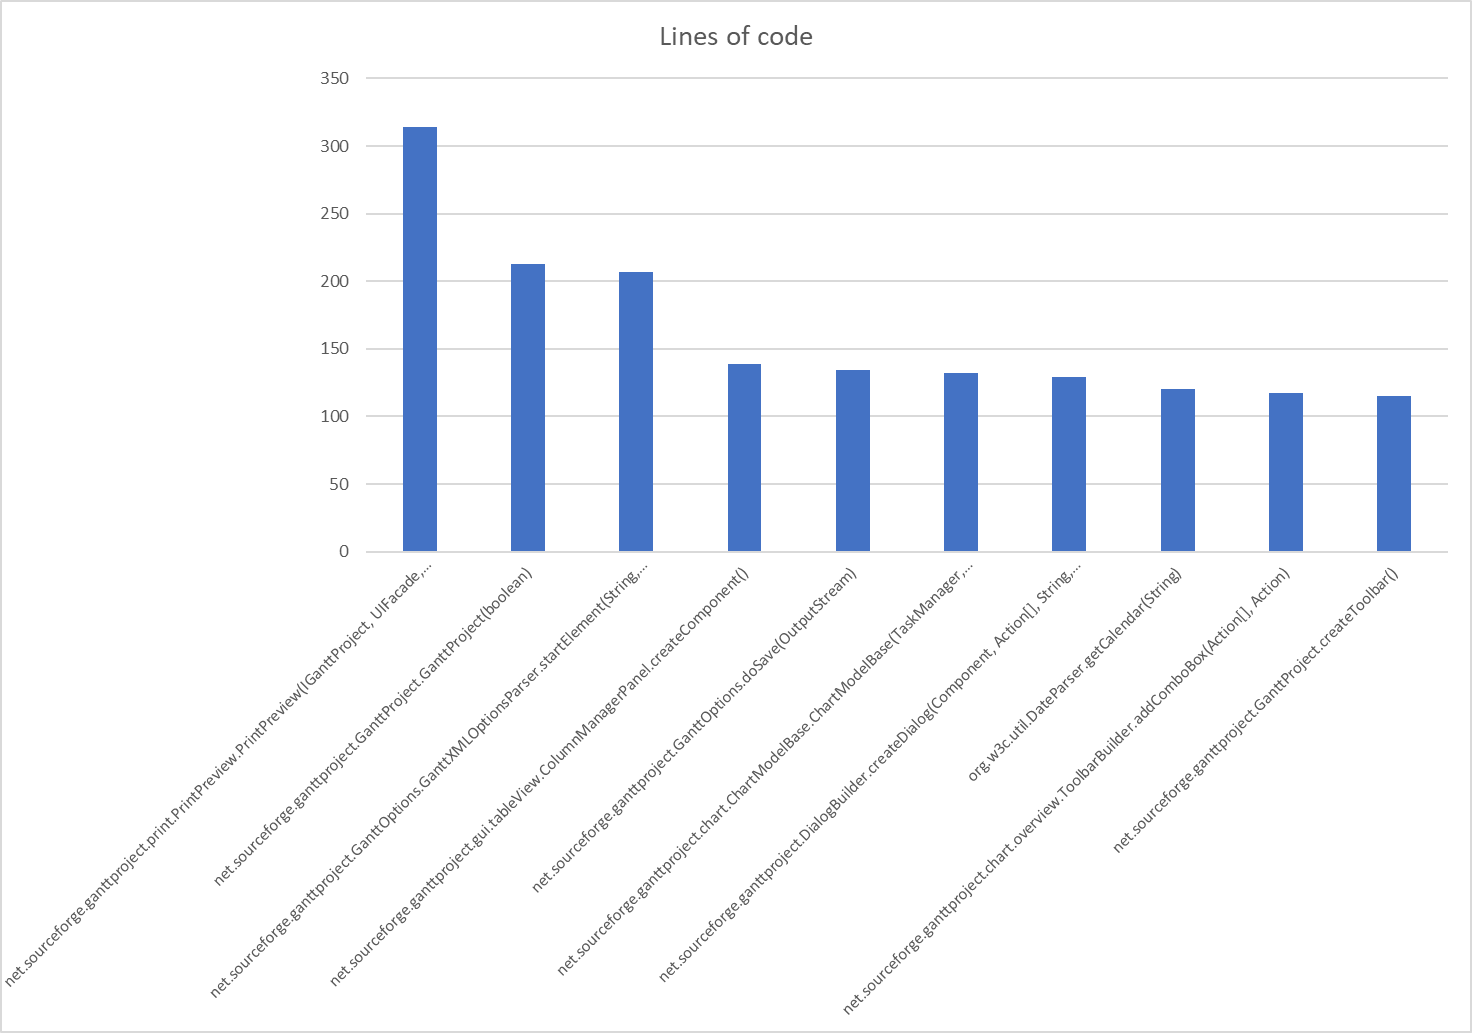 Lines of code
350
300
250
200
150
100
50
0
net.sourceforge.ganttproject.print.PrintPreview.PrintPreview(IGanttProject, UIFacade,...
net.sourceforge.ganttproject.GanttProject.GanttProject(boolean)
net.sourceforge.ganttproject.GanttOptions.GanttXMLOptionsParser.startElement(String,...
net.sourceforge.ganttproject.gui.tableView.ColumnManagerPanel.createComponent()
net.sourceforge.ganttproject.GanttOptions.doSave(OutputStream)
net.sourceforge.ganttproject.chart.ChartModelBase.ChartModelBase(TaskManager,...
net.sourceforge.ganttproject.DialogBuilder.createDialog(Component, Action[], String,...
org.w3c.util.DateParser.getCalendar(String)
net.sourceforge.ganttproject.chart.overview.ToolbarBuilder.addComboBox(Action[], Action)
net.sourceforge.ganttproject.GanttProject.createToolbar()